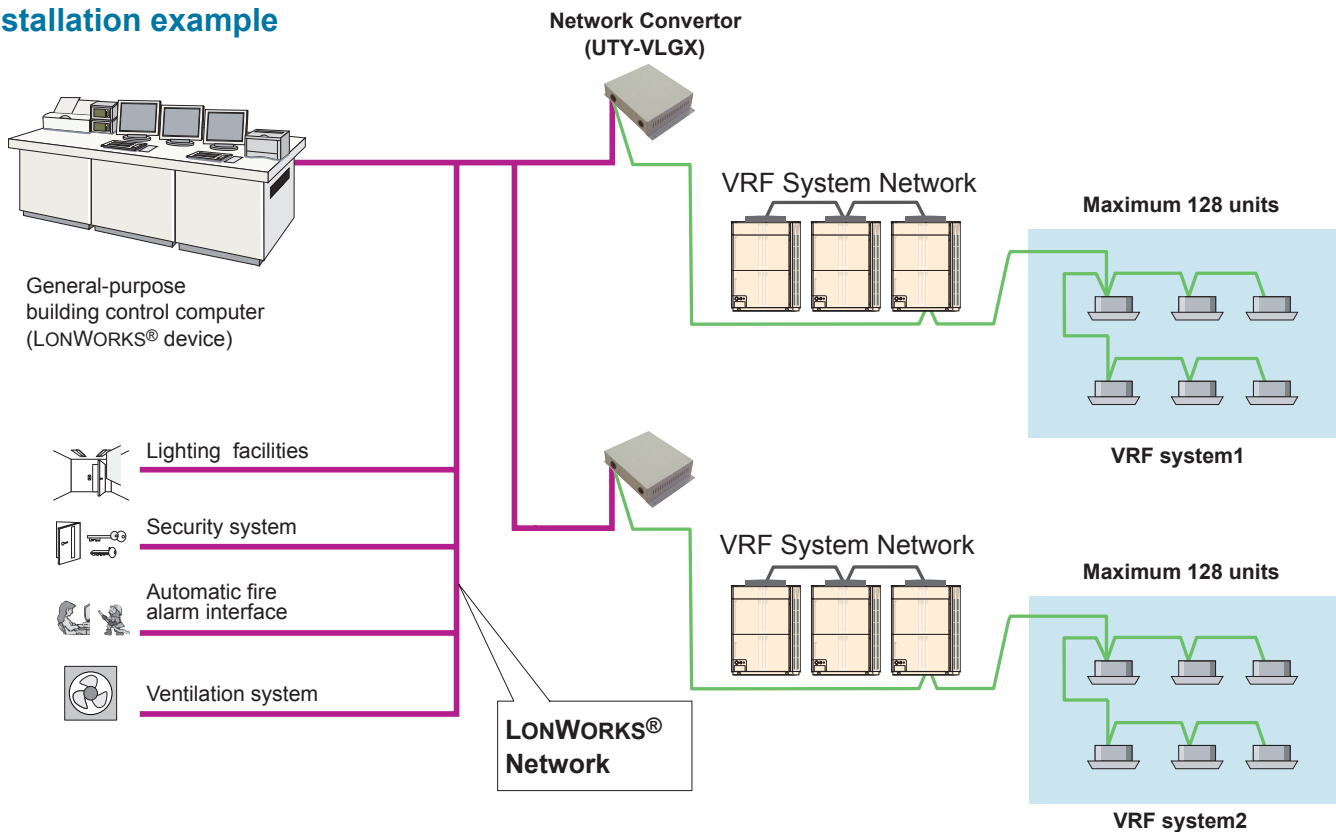 stallation example
Network Convertor
(UTY-VLGX)
General-purpose
building control computer
(LONWORKS® device)
VRF System Network
Maximum 128 units
VRF system1
Lighting facilities
Security system
Automatic fire
alarm interface
Ventilation system
LONWORKS®
Network
VRF System Network
Maximum 128 units
VRF system2